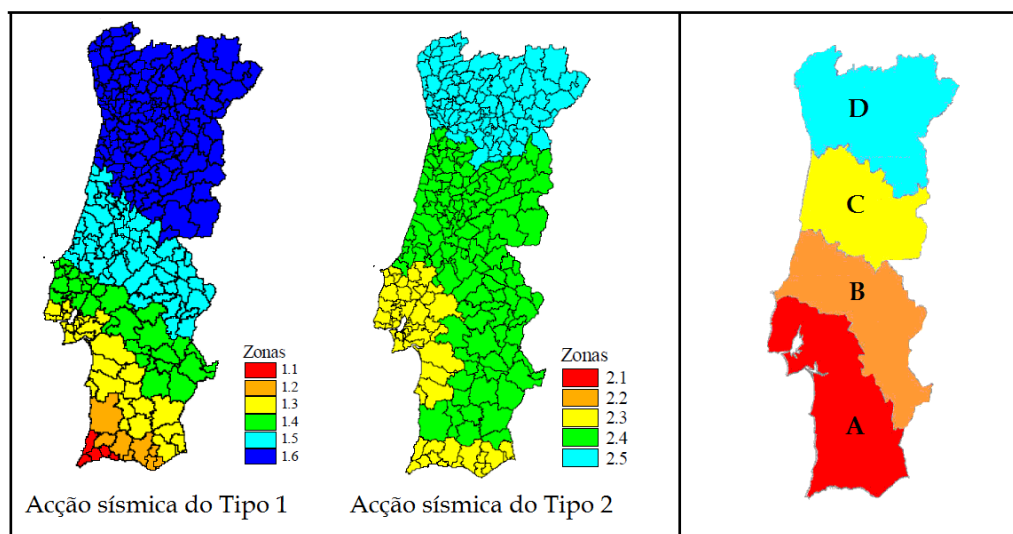 Zonas
1.1
1.2
1.3
1.4
1.5
1.6
Acção sísmica do Tipo 1
Zonas
2.1
2.2
2.3
2.4
2.5
Acção sísmica do Tipo 2
D
C
B
A